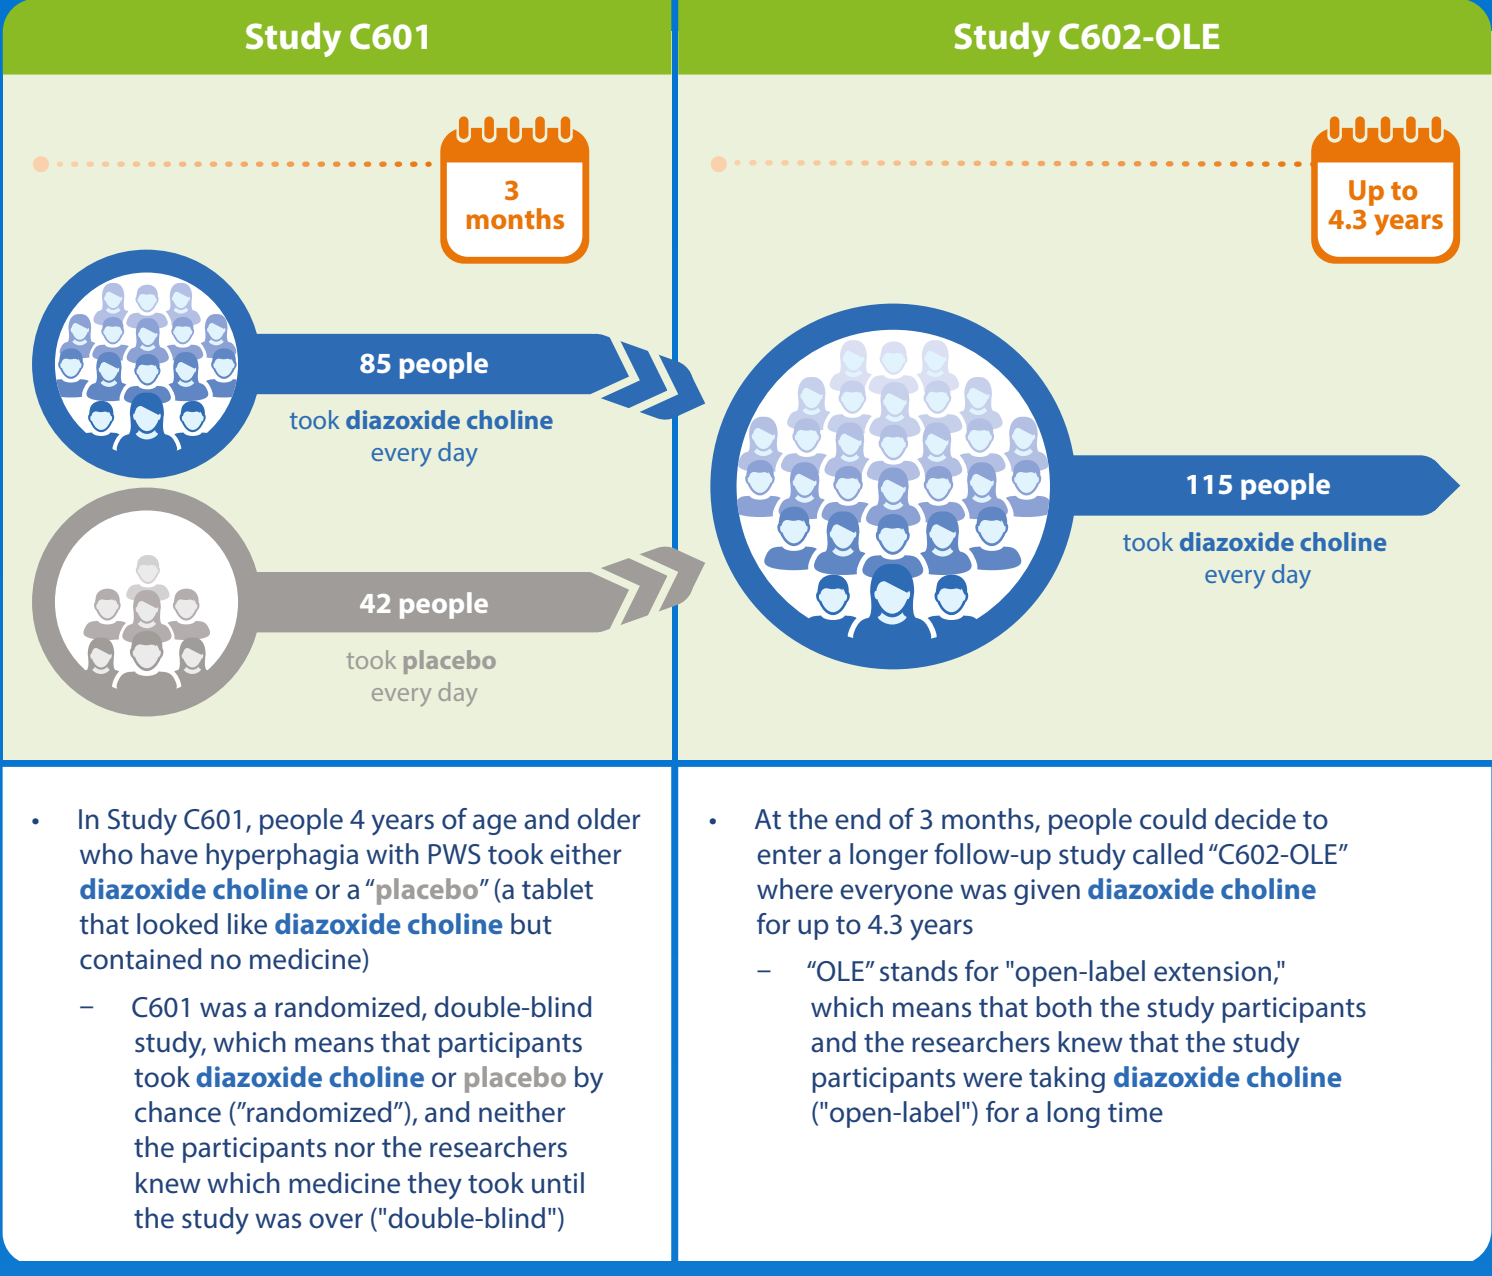 Study C601
3
months
85 people
took diazoxide choline
every day
42 people
took placebo
every day
• In Study C601, people 4 years of age and older
who have hyperphagia with PWS took either
diazoxide choline or a “placebo” (a tablet
that looked like diazoxide choline but
contained no medicine)
– C601 was a randomized, double-blind
study, which means that participants
took diazoxide choline or placebo by
chance (”randomized”), and neither
the participants nor the researchers
knew which medicine they took until
the study was over ("double-blind")
Study C602-OLE
Up to
4.3 years
115 people
took diazoxide choline
every day
• At the end of 3 months, people could decide to
enter a longer follow-up study called “C602-OLE”
where everyone was given diazoxide choline
for up to 4.3 years
– “OLE” stands for "open-label extension,"
which means that both the study participants
and the researchers knew that the study
participants were taking diazoxide choline
("open-label") for a long time